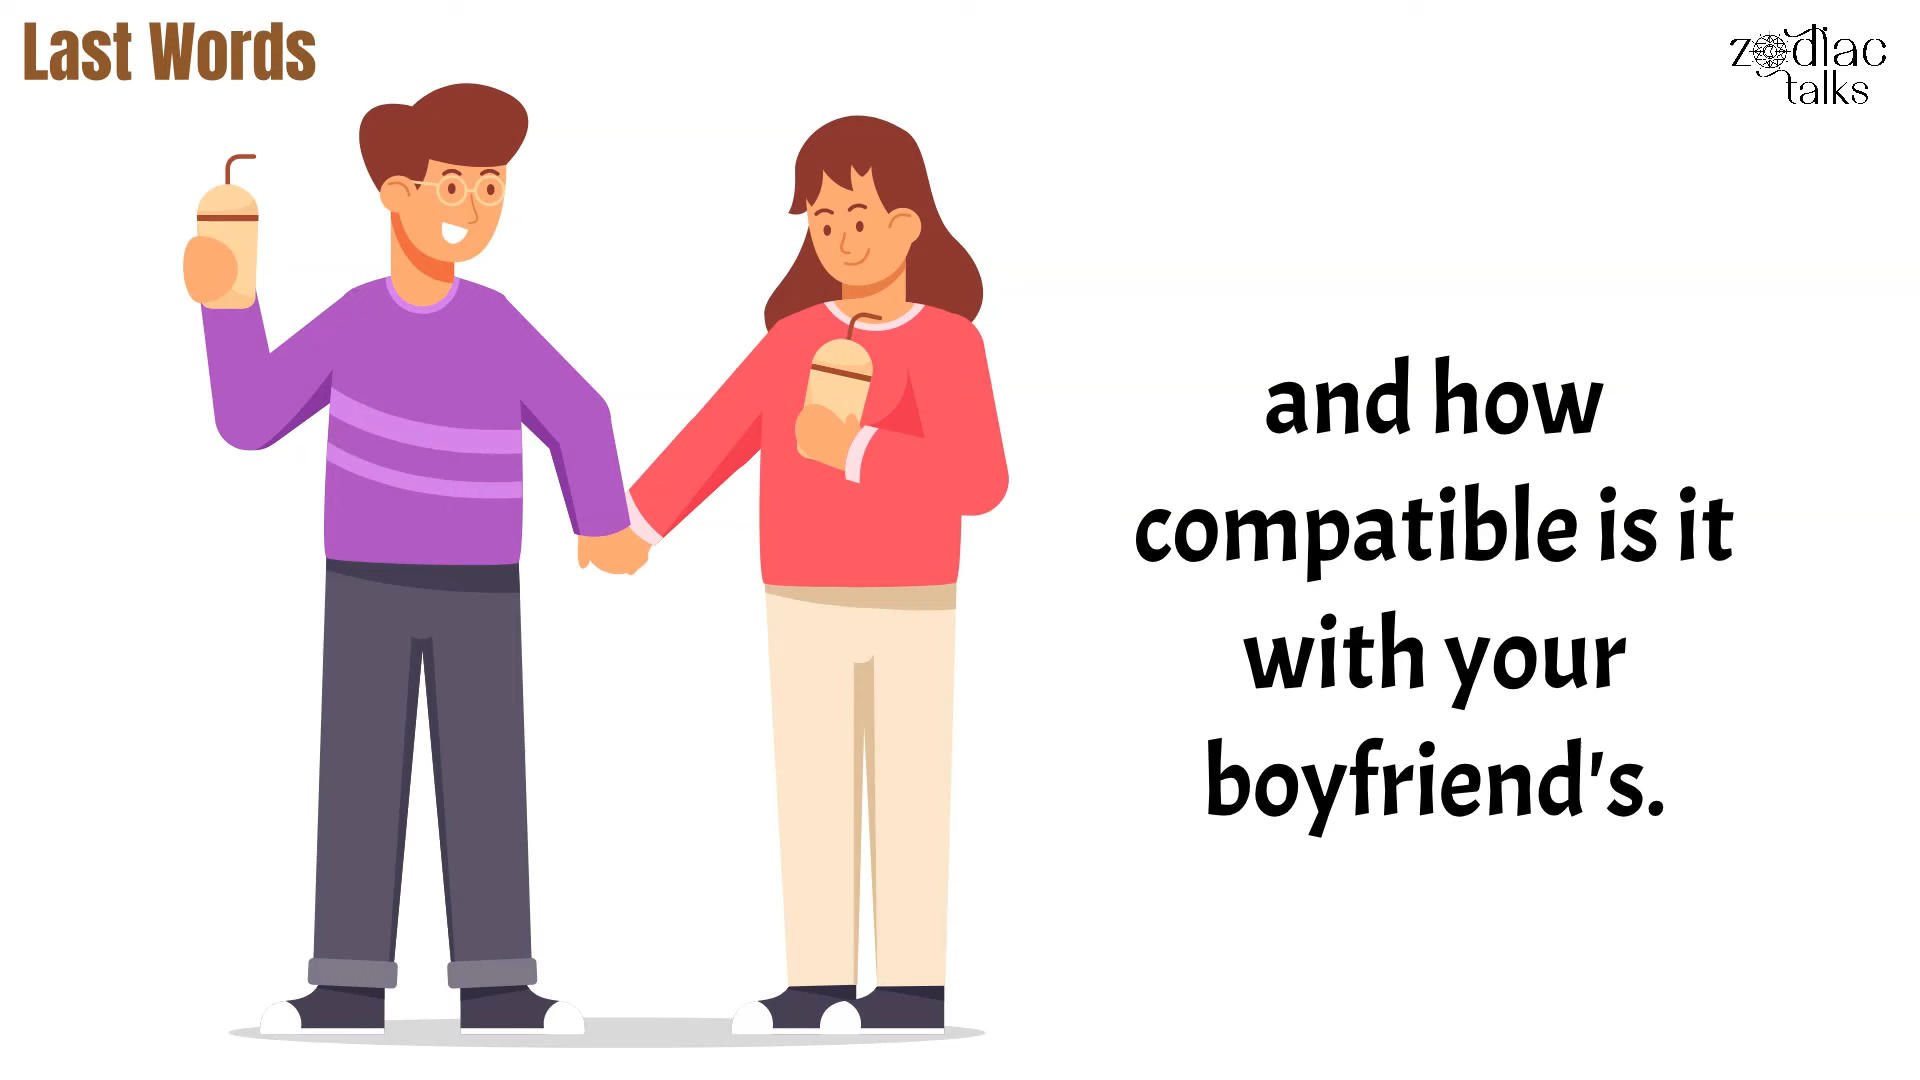 Last Words
zodiac
talks
and how
compatible is it
with your
boyfriend's.